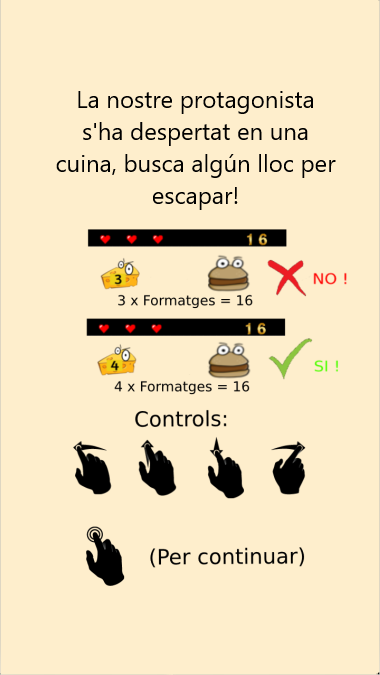 La nostre protagonista
s'ha despertat en una
cuina, busca algún lloc per
escapar!
16
3
NO !
3 x Formatges = 16
16
4
SI !
4 x Formatges = 16
Controls:
(Per continuar)